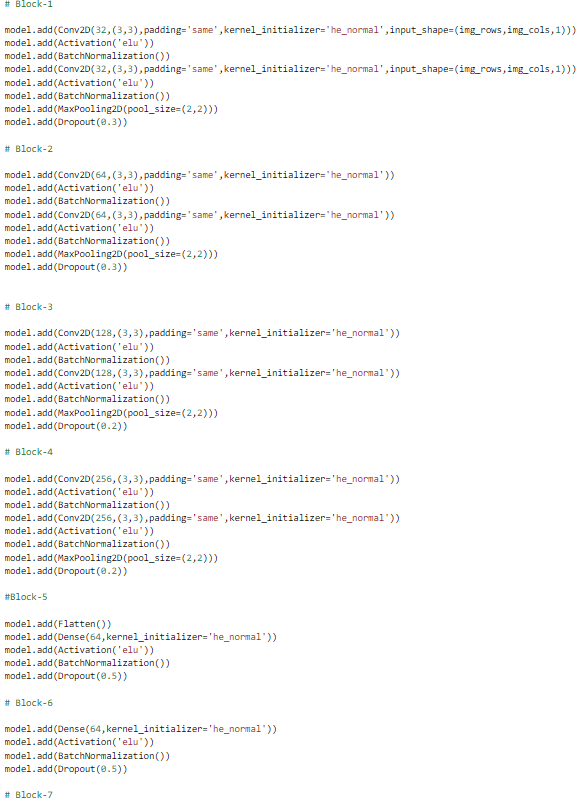 # Block-1
model.add(Conv2D(32,(3,3),padding='same',kernel_initializer='he_normal',input_shape=(img_rows,img_cols,1)))
model.add(Activation('elu'))
model.add(BatchNormalization())
model.add(Conv2D(32,(3,3),padding='same',kernel_initializer='he_normal',input_shape=(img_rows,img_cols,1)))
model.add(Activation('elu'))
model.add(BatchNormalization())
model.add(MaxPooling2D(pool_size=(2,2)))
model.add(Dropout(0.3))
# Block-2
model.add(Conv2D(64,(3,3),padding='same',kernel_initializer='he_normal'))
model.add(Activation('elu'))
model.add(BatchNormalization())
model.add(Conv2D(64,(3,3),padding='same',kernel_initializer='he_normal'))
model.add(Activation('elu'))
model.add(BatchNormalization())
model.add(MaxPooling2D(pool_size=(2,2)))
model.add(Dropout(0.3))
# Block-3
model.add(Conv2D(128,(3,3),padding='same',kernel_initializer='he_normal'))
model.add(Activation('elu'))
model.add(BatchNormalization())
model.add(Conv2D(128,(3,3),padding='same',kernel_initializer='he_normal'))
model.add(Activation('elu'))
model.add(BatchNormalization())
model.add(MaxPooling2D(pool_size=(2,2)))
model.add(Dropout(0.2))
# Block-4
model.add(Conv2D(256,(3,3),padding='same',kernel_initializer='he_normal'))
model.add(Activation('elu'))
model.add(BatchNormalization())
model.add(Conv2D(256,(3,3),padding='same',kernel_initializer='he_normal'))
model.add(Activation('elu'))
model.add(BatchNormalization())
model.add(MaxPooling2D(pool_size=(2,2)))
model.add(Dropout(0.2))
#Block-5
model.add(Flatten())
model.add(Dense(64,kernel_initializer='he_normal'))
model.add(Activation('elu'))
model.add(BatchNormalization())
model.add(Dropout(0.5))
# Block-6
model.add(Dense(64,kernel_initializer='he_normal'))
model.add(Activation('elu'))
model.add(BatchNormalization())
model.add(Dropout(0.5))
# Block-7